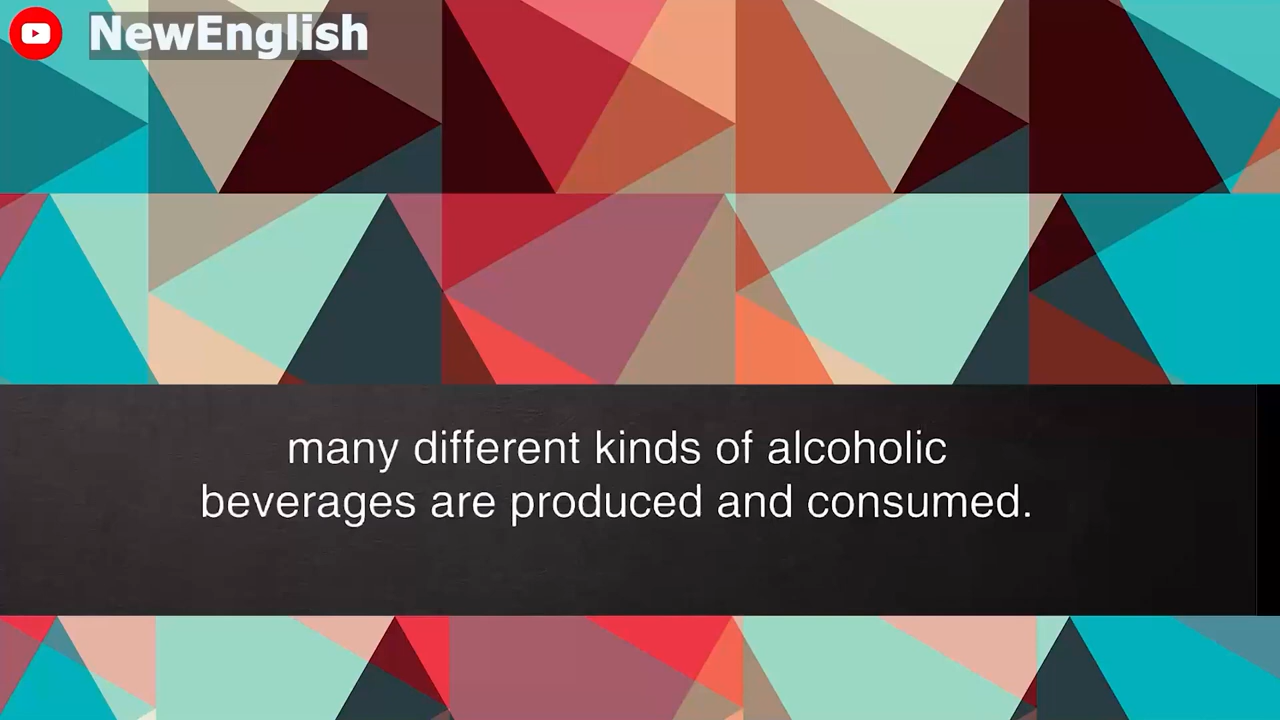 NewEnglish
many different kinds of alcoholic
beverages are produced and consumed.